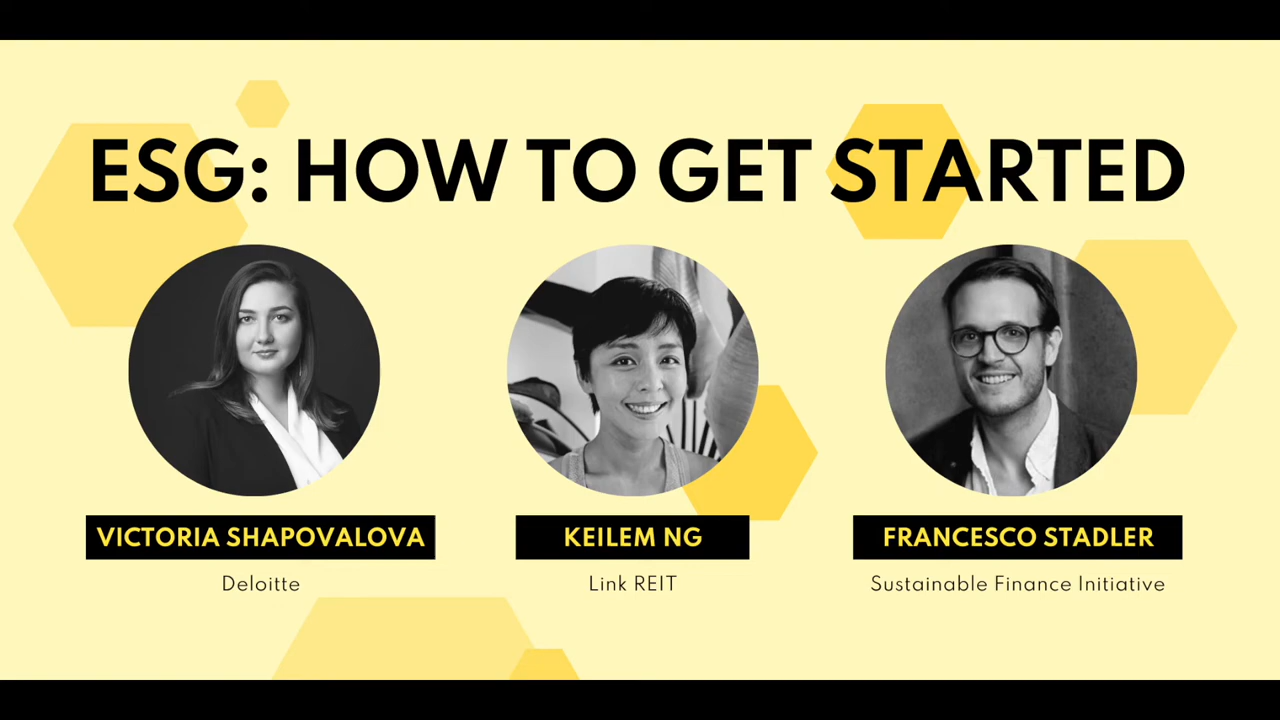 ESG: HOW TO GET STARTED
VICTORIA SHAPOVALOVA
Deloitte
KEILEM NG
Link REIT
FRANCESCO STADLER
Sustainable Finance Initiative